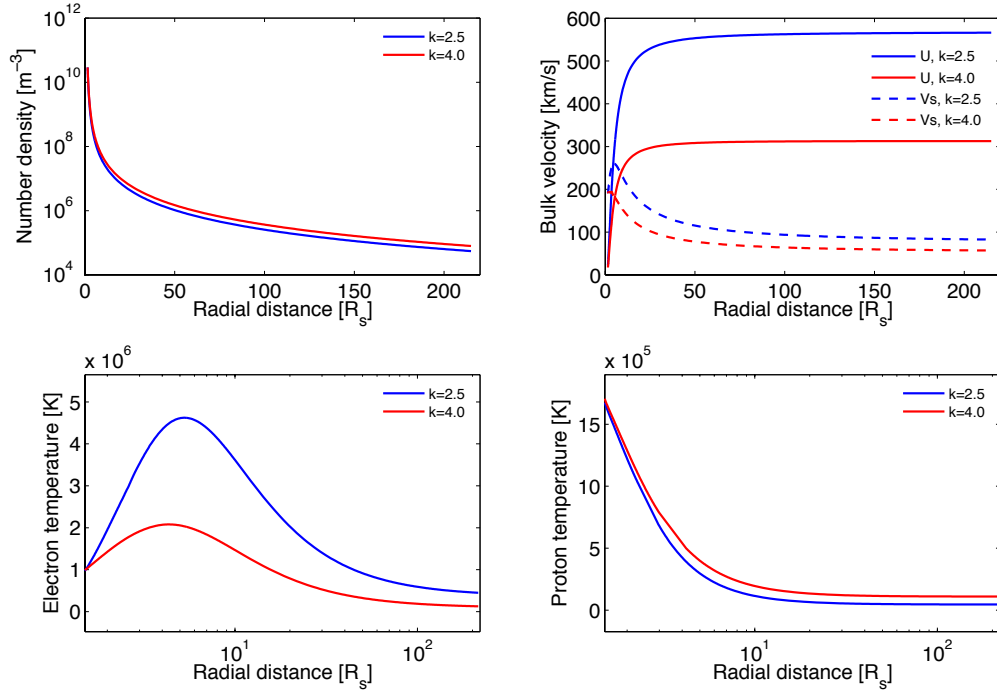 10^12
10^10
10^8
10^6
10^4
Number density [m^−3]
k=2.5
k=4.0
0 50 100 150 200
Radial distance [R_s]
600
500
400
300
200
100
0
Bulk velocity [km/s]
U, k=2.5
U, k=4.0
Vs, k=2.5
Vs, k=4.0
0 50 100 150 200
Radial distance [R_s]
x 10^6
5
4
3
2
1
0
Electron temperature [K]
k=2.5
k=4.0
10^1 10^2
Radial distance [R_s]
x 10^5
15
10
5
0
Proton temperature [K]
k=2.5
k=4.0
10^1 10^2
Radial distance [R_s]